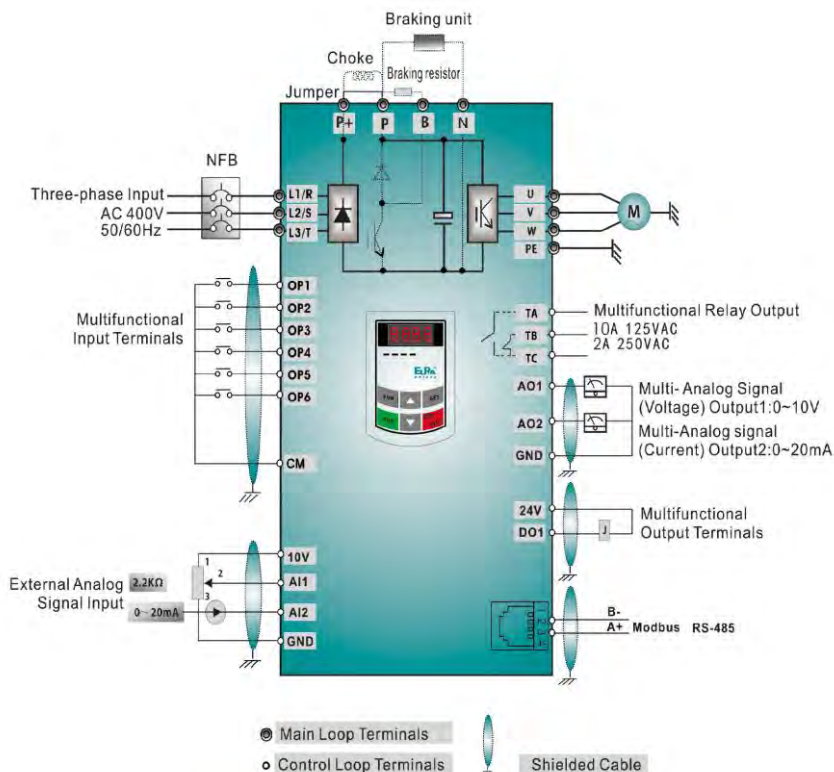 Braking unit
Choke
Braking resistor
Jumper
P+ P B N
NFB
Three-phase Input
AC 400V
50/60Hz
L1/R
L2/S
L3/T
U
V
W
PE
M
Multifunctional
Input Terminals
OP1
OP2
OP3
OP4
OP5
OP6
CM
TA
TB
TC
Multifunctional Relay Output
10A 125VAC
2A 250VAC
AO1
AO2
GND
Multi- Analog Signal
(Voltage) Output1:0~10V
Multi-Analog signal
(Current) Output2:0~20mA
24V
DO1
J
Multifunctional
Output Terminals
External Analog
Signal Input
2.2KΩ
0~20mA
1
2
3
10V
AI1
AI2
GND
1
2
3
4
B-
A+ Modbus RS-485
Main Loop Terminals
Control Loop Terminals
Shielded Cable